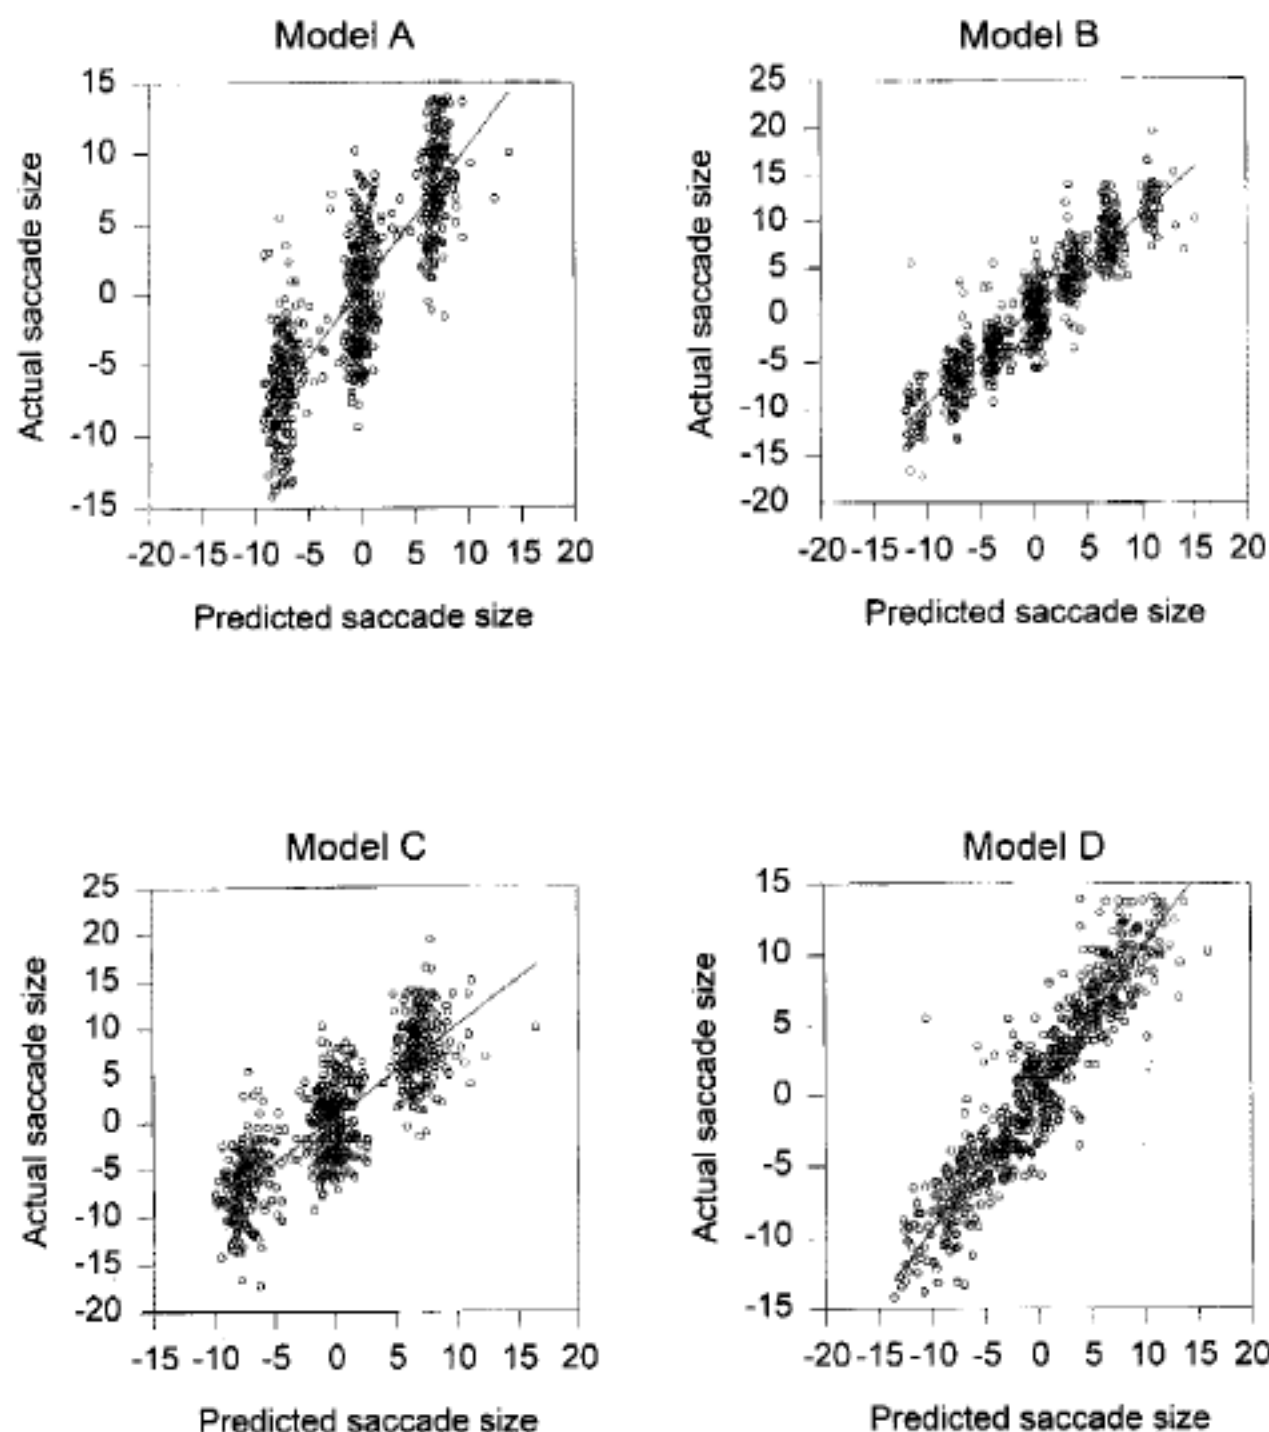 Model A
15
10
5
0
-5
-10
-15
-20 -15 -10 -5 0 5 10 15 20
Actual saccade size
Predicted saccade size
Model B
25
20
15
10
5
0
-5
-10
-15
-20
-20 -15 -10 -5 0 5 10 15 20
Actual saccade size
Predicted saccade size
Model C
25
20
15
10
5
0
-5
-10
-15
-20
-15 -10 -5 0 5 10 15 20
Actual saccade size
Predicted saccade size
Model D
15
10
5
0
-5
-10
-15
-20 -15 -10 -5 0 5 10 15 20
Actual saccade size
Predicted saccade size